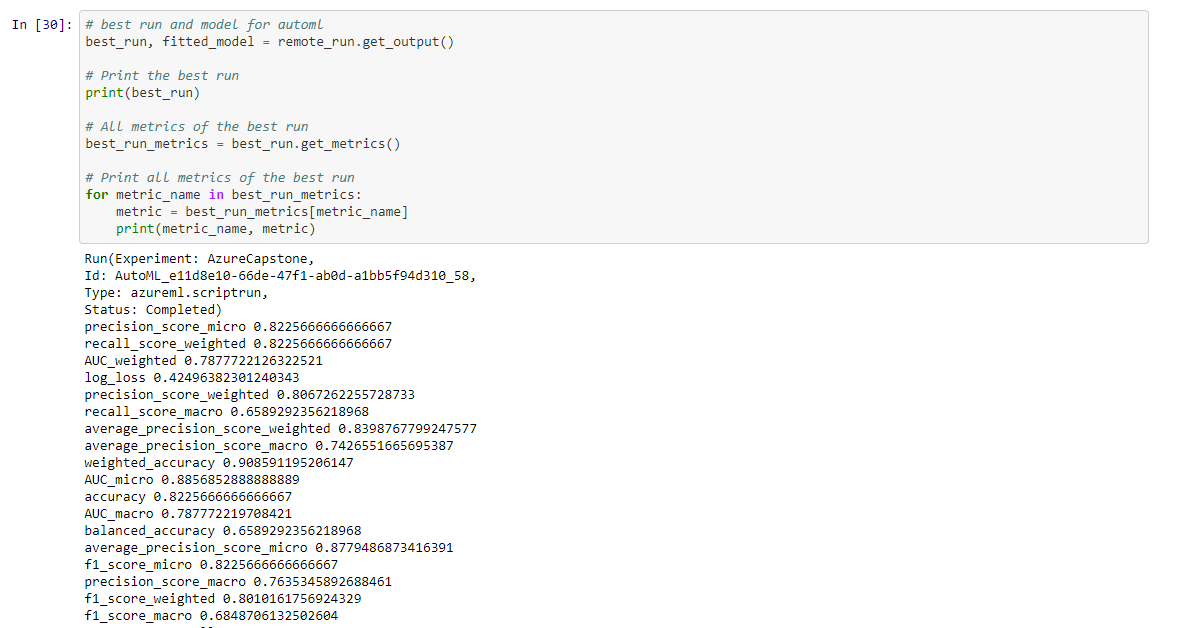 In [30]:
# best run and model for automl
best_run, fitted_model = remote_run.get_output()
# Print the best run
print(best_run)
# All metrics of the best run
best_run_metrics = best_run.get_metrics()
# Print all metrics of the best run
for metric_name in best_run_metrics:
    metric = best_run_metrics[metric_name]
    print(metric_name, metric)
Run(Experiment: AzureCapstone,
Id: AutoML_e11d8e10-66de-47f1-ab0d-a1bb5f94d310_58,
Type: azureml.scriptrun,
Status: Completed)
precision_score_micro 0.8225666666666667
recall_score_weighted 0.8225666666666667
AUC_weighted 0.7877722126322521
log_loss 0.42496382301240343
precision_score_weighted 0.8067262255728733
recall_score_macro 0.6589292356218968
average_precision_score_weighted 0.8398767799247577
average_precision_score_macro 0.7426551665695387
weighted_accuracy 0.908591195206147
AUC_micro 0.8856852888888889
accuracy 0.8225666666666667
AUC_macro 0.787772219708421
balanced_accuracy 0.6589292356218968
average_precision_score_micro 0.8779486873416391
f1_score_micro 0.8225666666666667
precision_score_macro 0.7635345892688461
f1_score_weighted 0.8010161756924329
f1_score_macro 0.6848706132502604